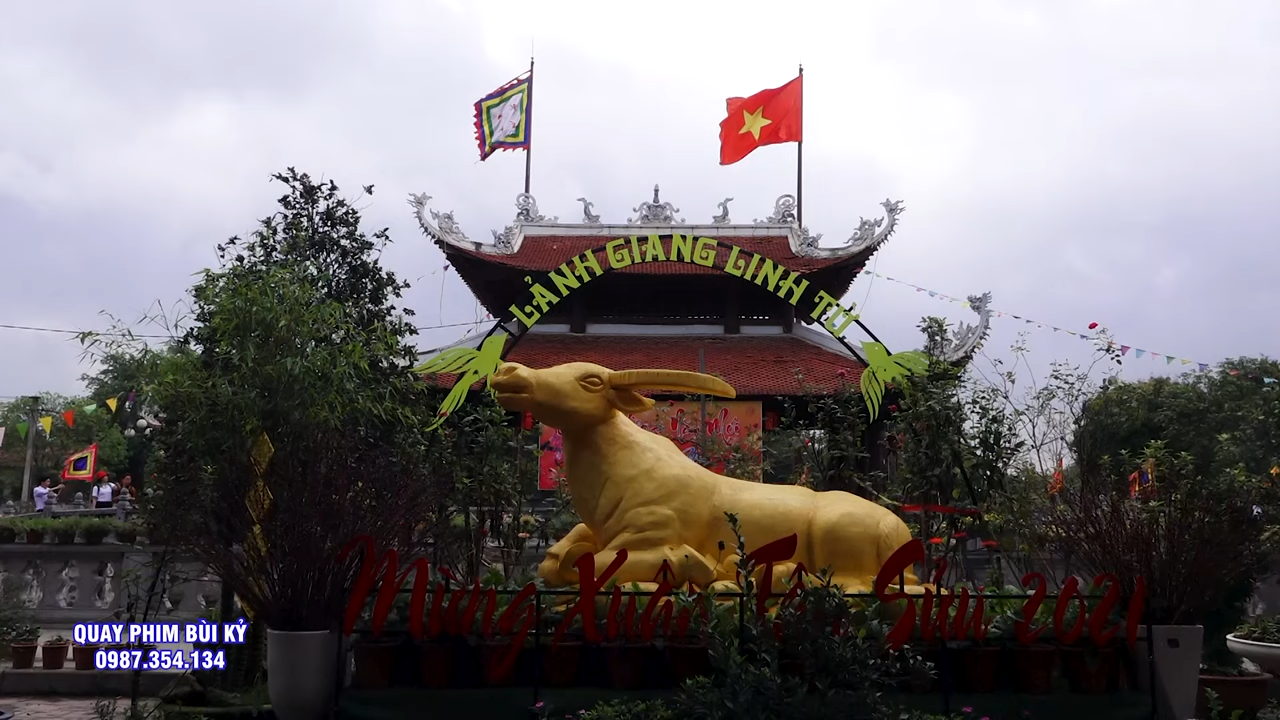 LẢNH GIANG LINH TỪ
Mừng Xuân Tân Sửu 2021
QUAY PHIM BÙI KỶ
0987.354.134